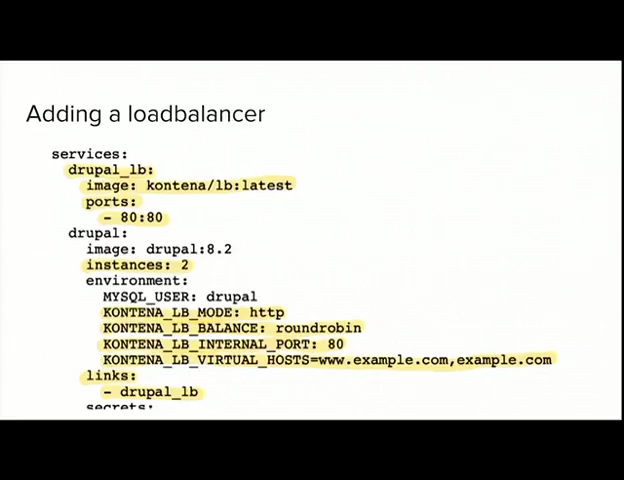 Adding a loadbalancer
services:
drupal_lb:
image: kontena/lb:latest
ports:
- 80:80
drupal:
image: drupal:8.2
instances: 2
environment:
MYSQL_USER: drupal
KONTENA_LB_MODE: http
KONTENA_LB_BALANCE: roundrobin
KONTENA_LB_INTERNAL_PORT: 80
KONTENA_LB_VIRTUAL_HOSTS=www.example.com,example.com
links:
- drupal_lb
secrets: